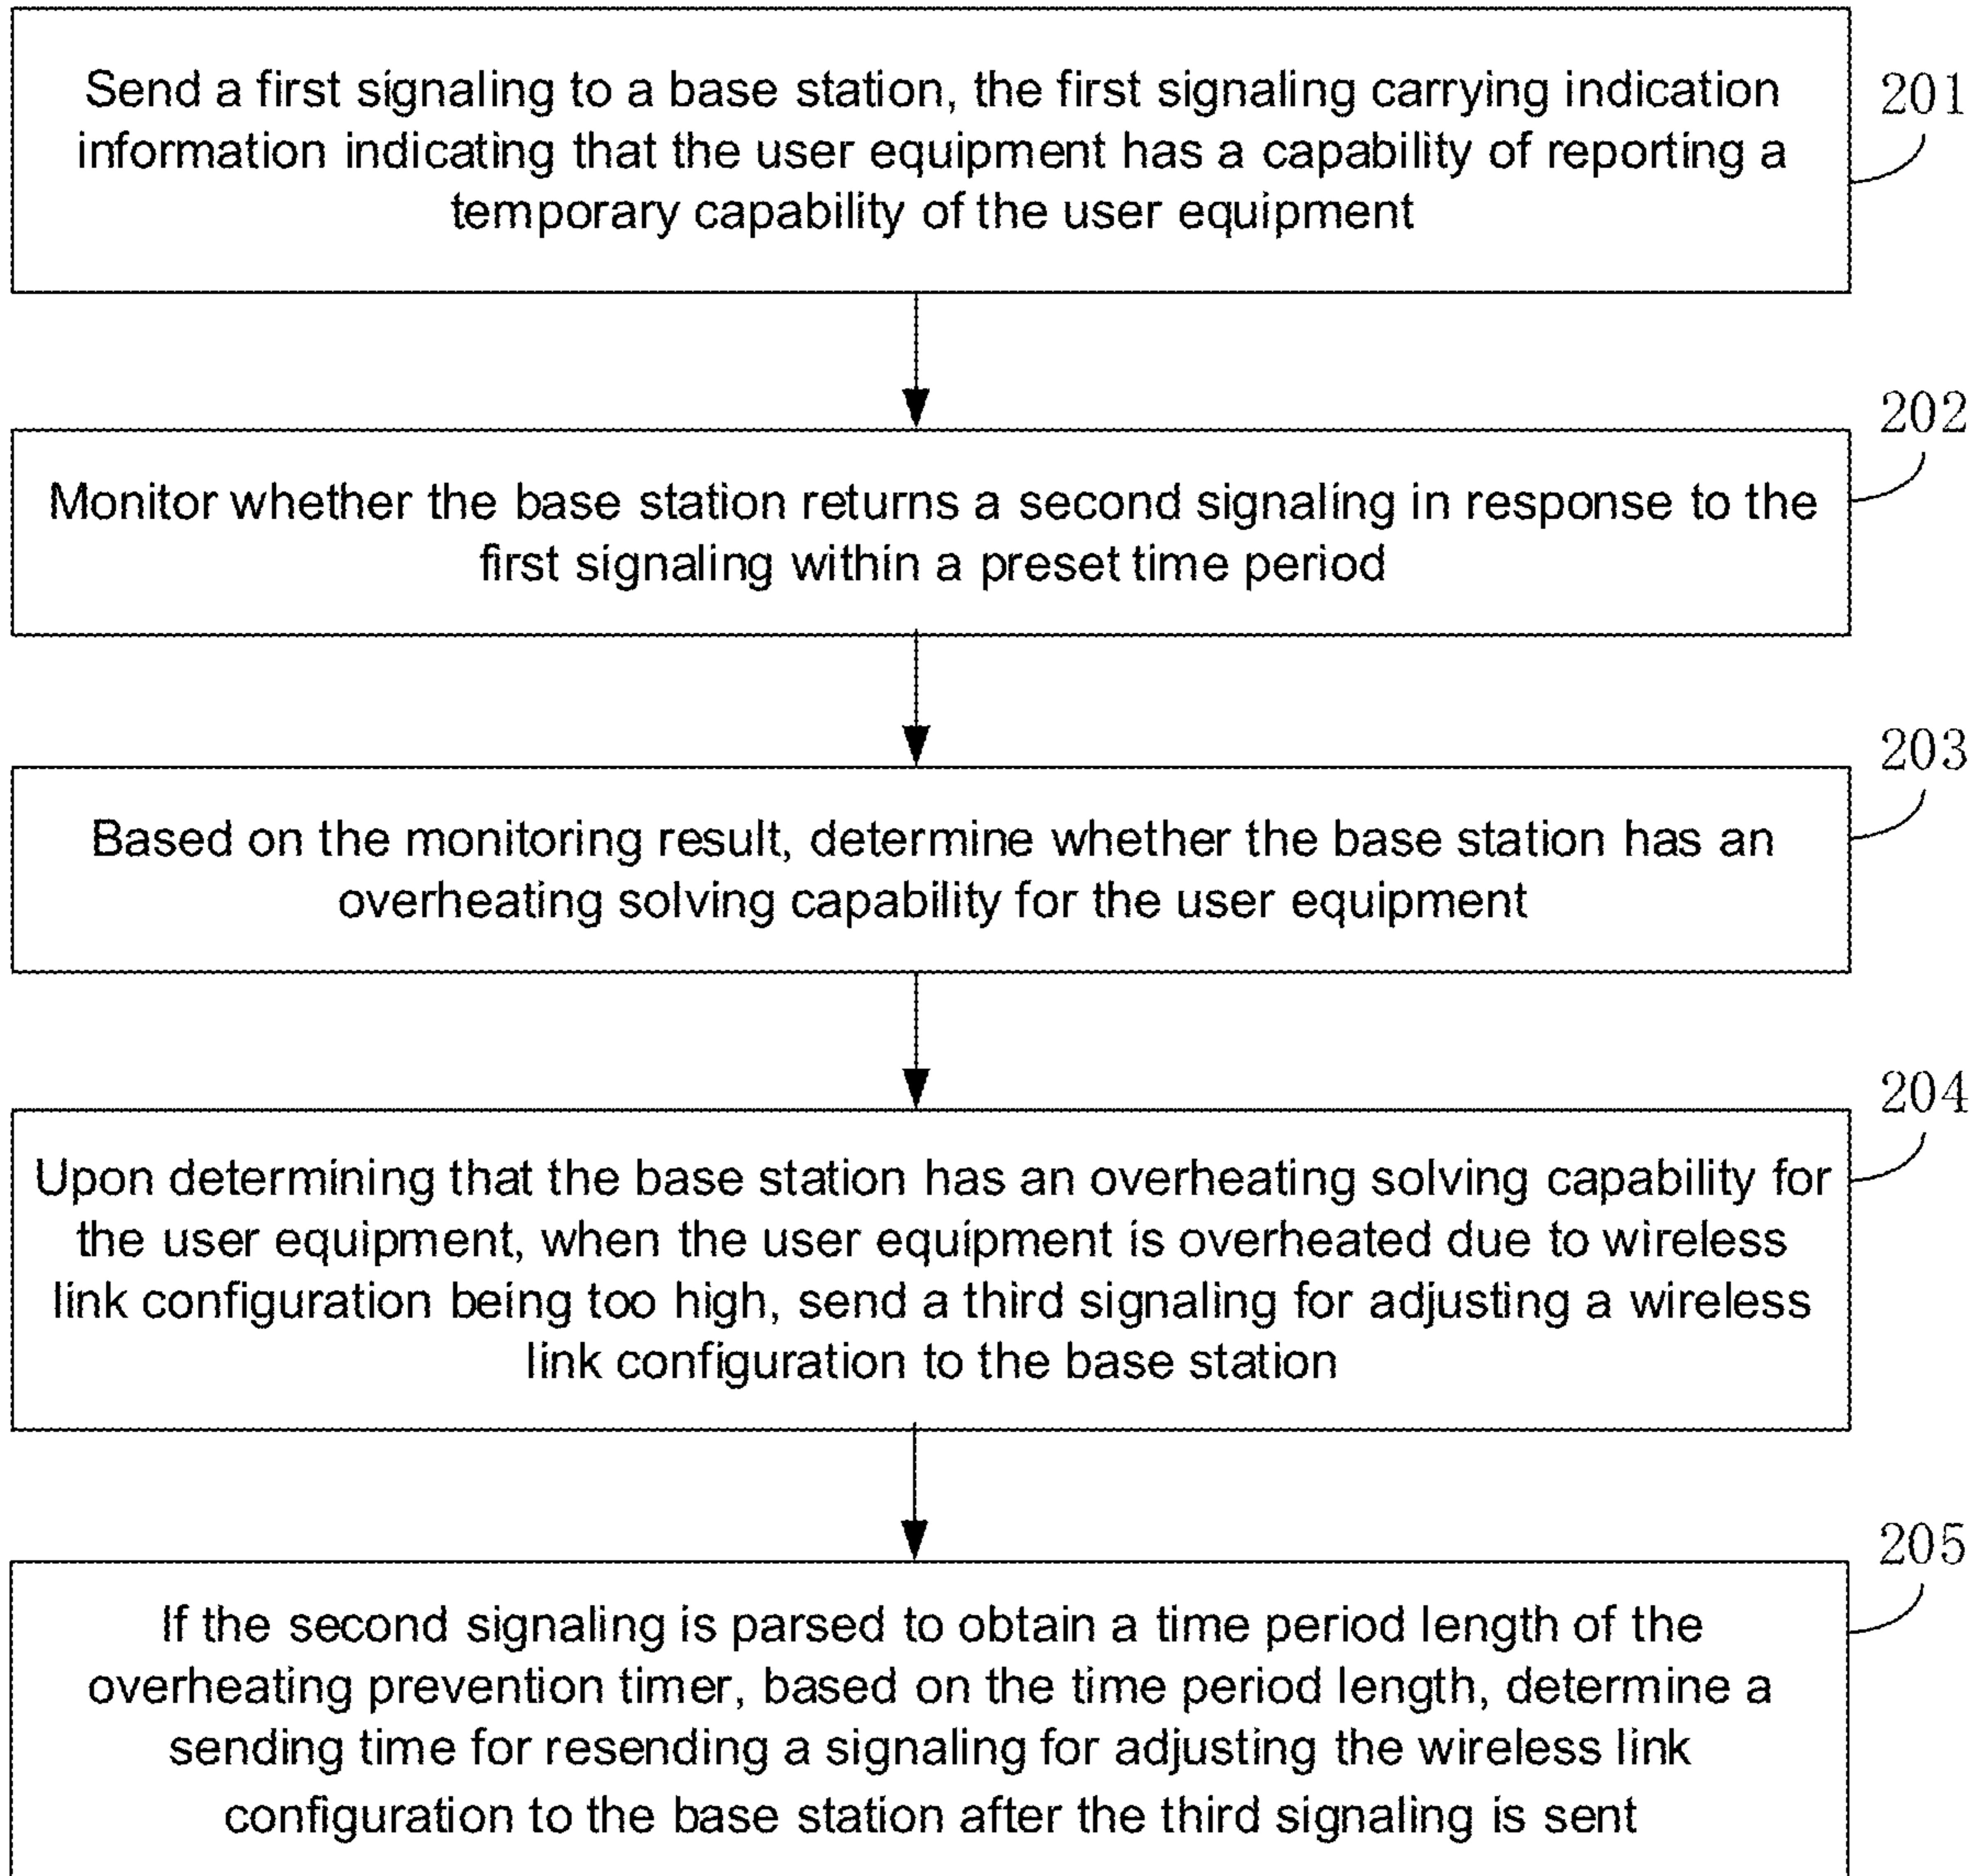 Send a first signaling to a base station, the first signaling carrying indication
information indicating that the user equipment has a capability of reporting a
temporary capability of the user equipment
201
Monitor whether the base station returns a second signaling in response to the
first signaling within a preset time period
202
Based on the monitoring result, determine whether the base station has an
overheating solving capability for the user equipment
203
Upon determining that the base station has an overheating solving capability for
the user equipment, when the user equipment is overheated due to wireless
link configuration being too high, send a third signaling for adjusting a wireless
link configuration to the base station
204
If the second signaling is parsed to obtain a time period length of the
overheating prevention timer, based on the time period length, determine a
sending time for resending a signaling for adjusting the wireless link
configuration to the base station after the third signaling is sent
205